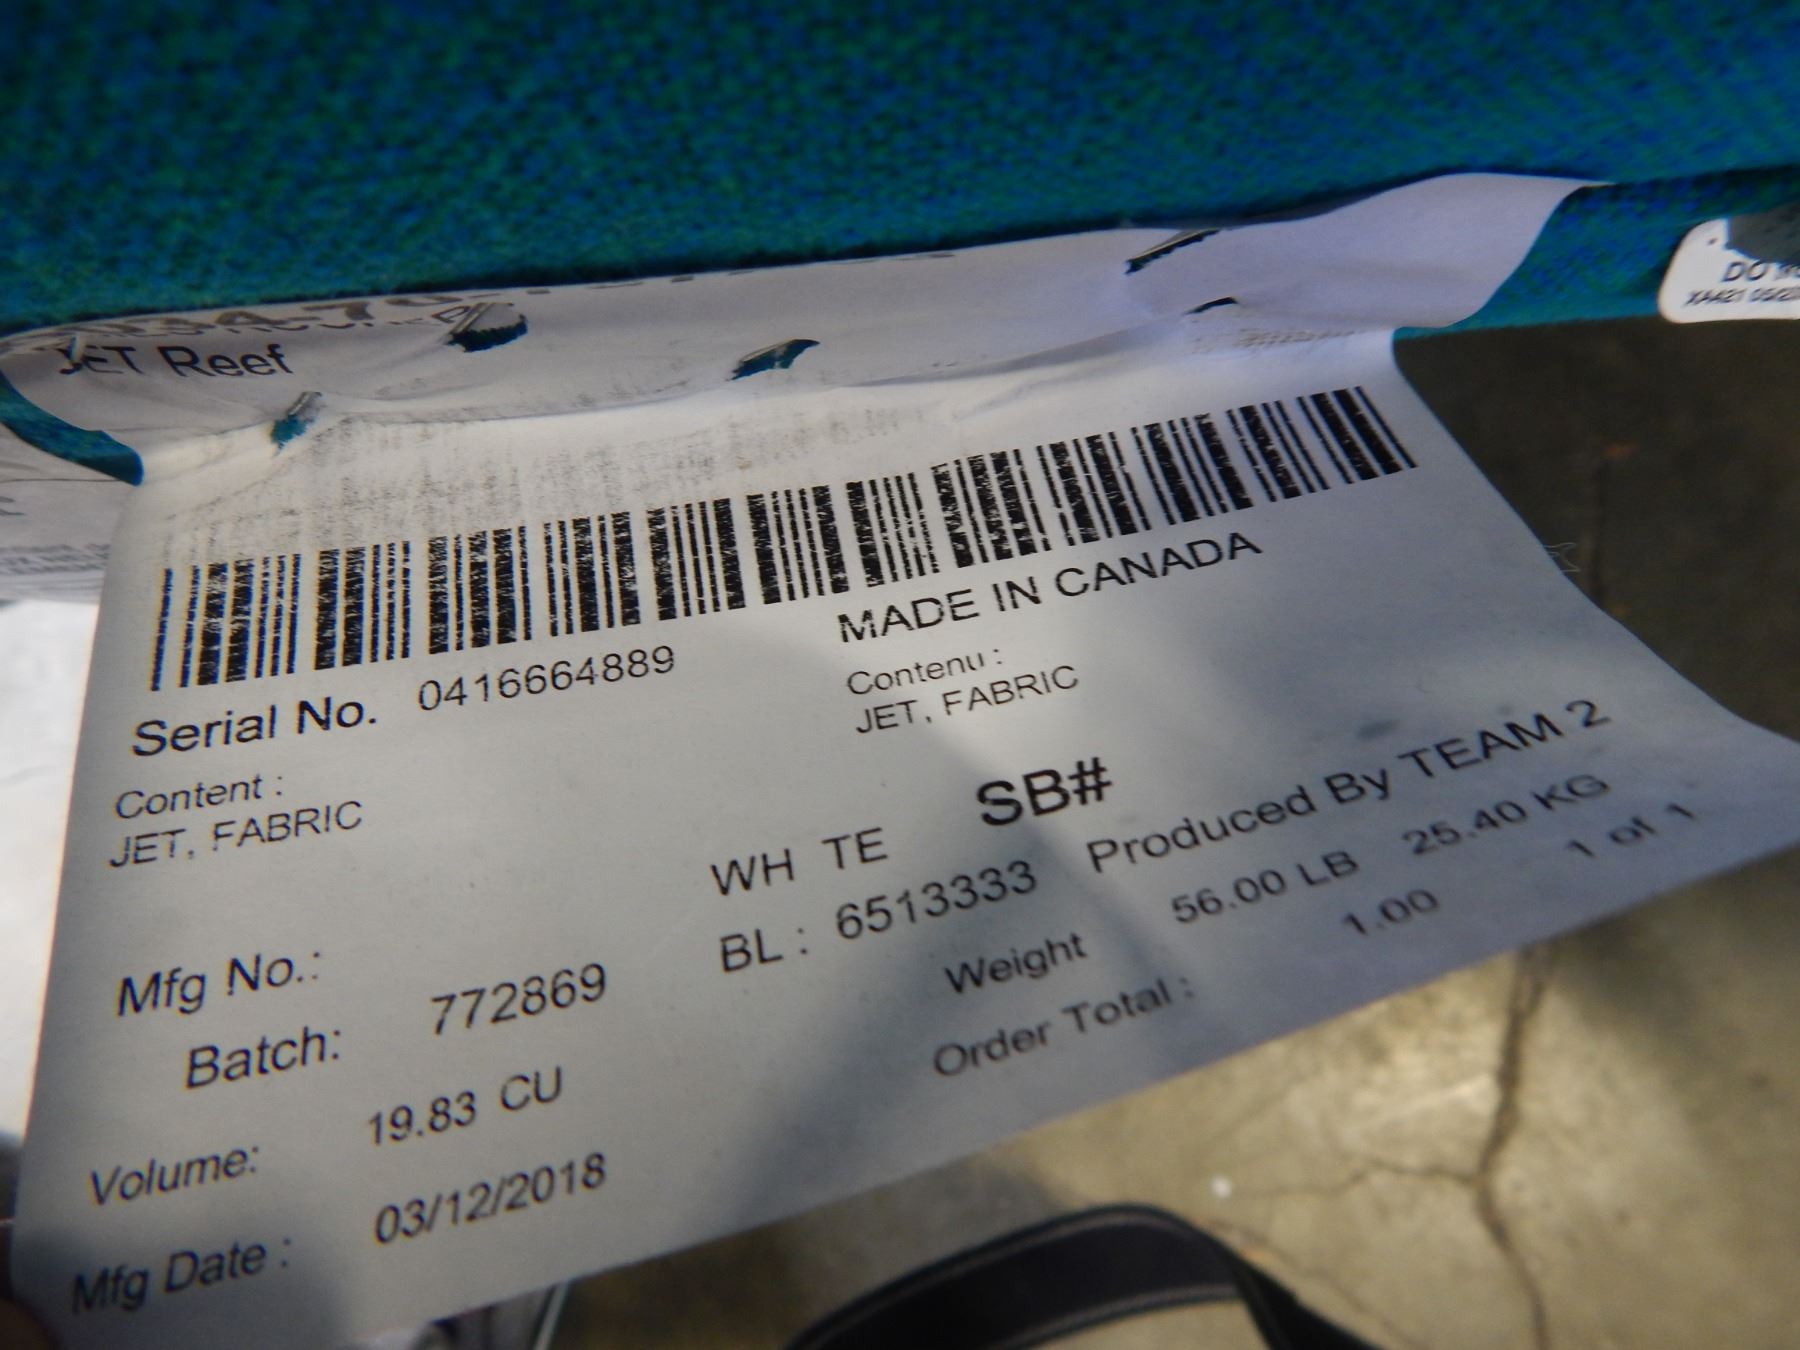 JET Reef
MADE IN CANADA
Serial No. 0416664889
Contenu :
JET, FABRIC
Content :
JET, FABRIC
SB#
WH TE
Produced By TEAM 2
BL : 6513333
Mfg No.:
Weight 56.00 LB 25.40 KG
Batch: 772869
Order Total : 1.00 1 of 1
Volume: 19.83 CU
Mfg Date : 03/12/2018
DO
XAA21